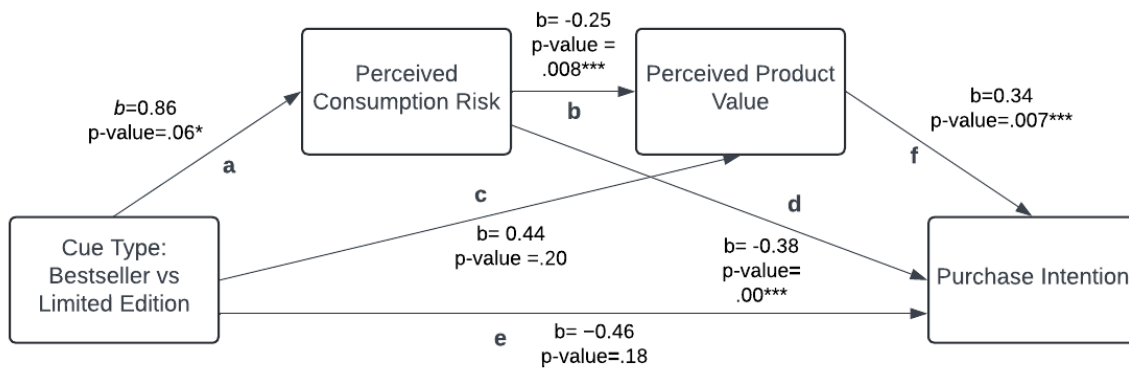 b= -0.25
p-value =
.008***
Perceived
Consumption Risk
b
Perceived Product
Value
b=0.86
p-value=.06*
a
b=0.34
p-value=.007***
f
c
d
b= 0.44
p-value =.20
b= -0.38
p-value=
.00***
Cue Type:
Bestseller vs
Limited Edition
Purchase Intention
e
b= −0.46
p-value=.18